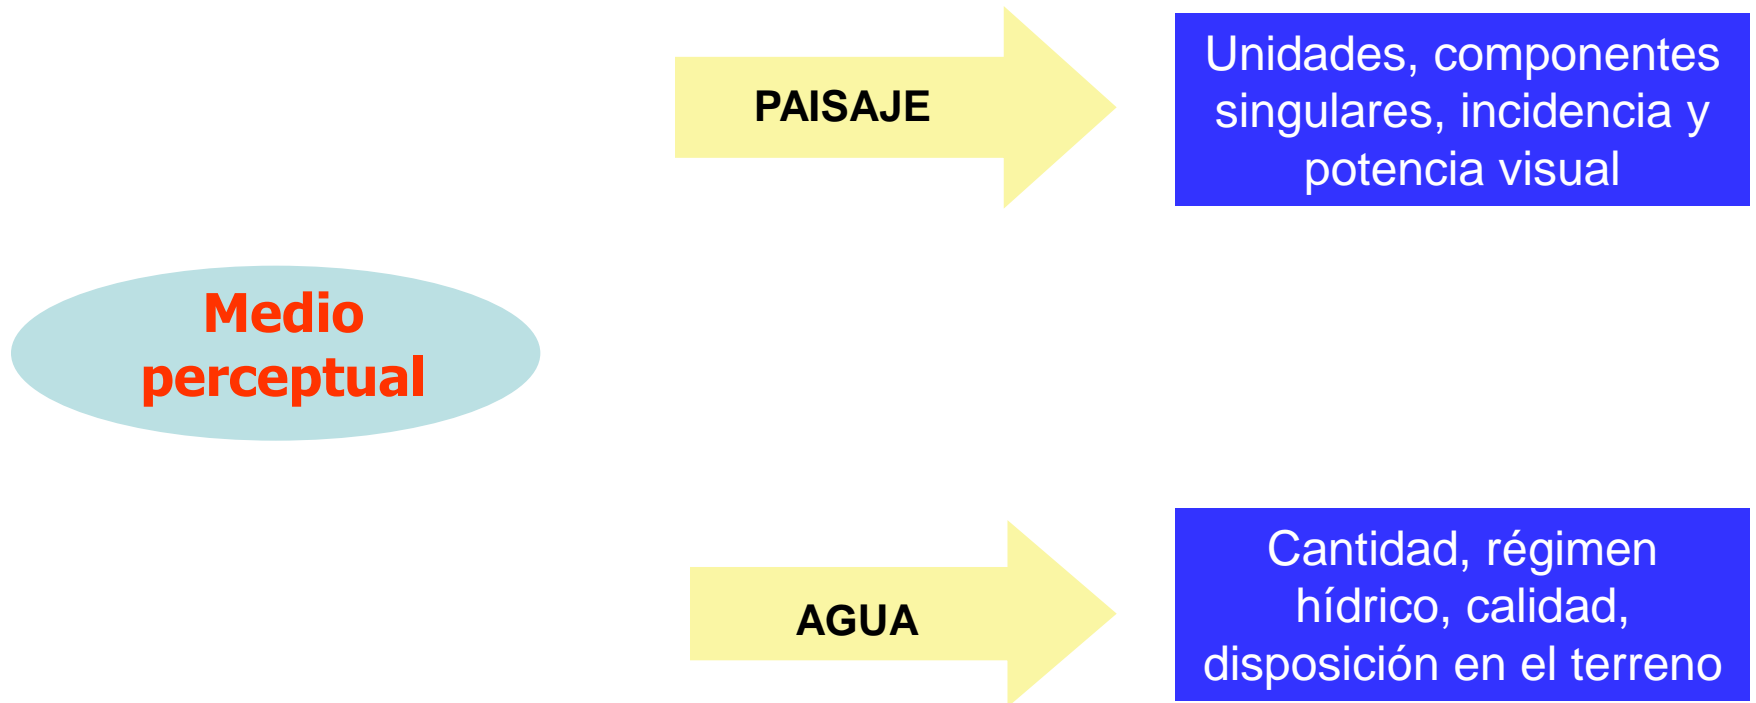 PAISAJE
Unidades, componentes
singulares, incidencia y
potencia visual
Medio
perceptual
AGUA
Cantidad, régimen
hídrico, calidad,
disposición en el terreno